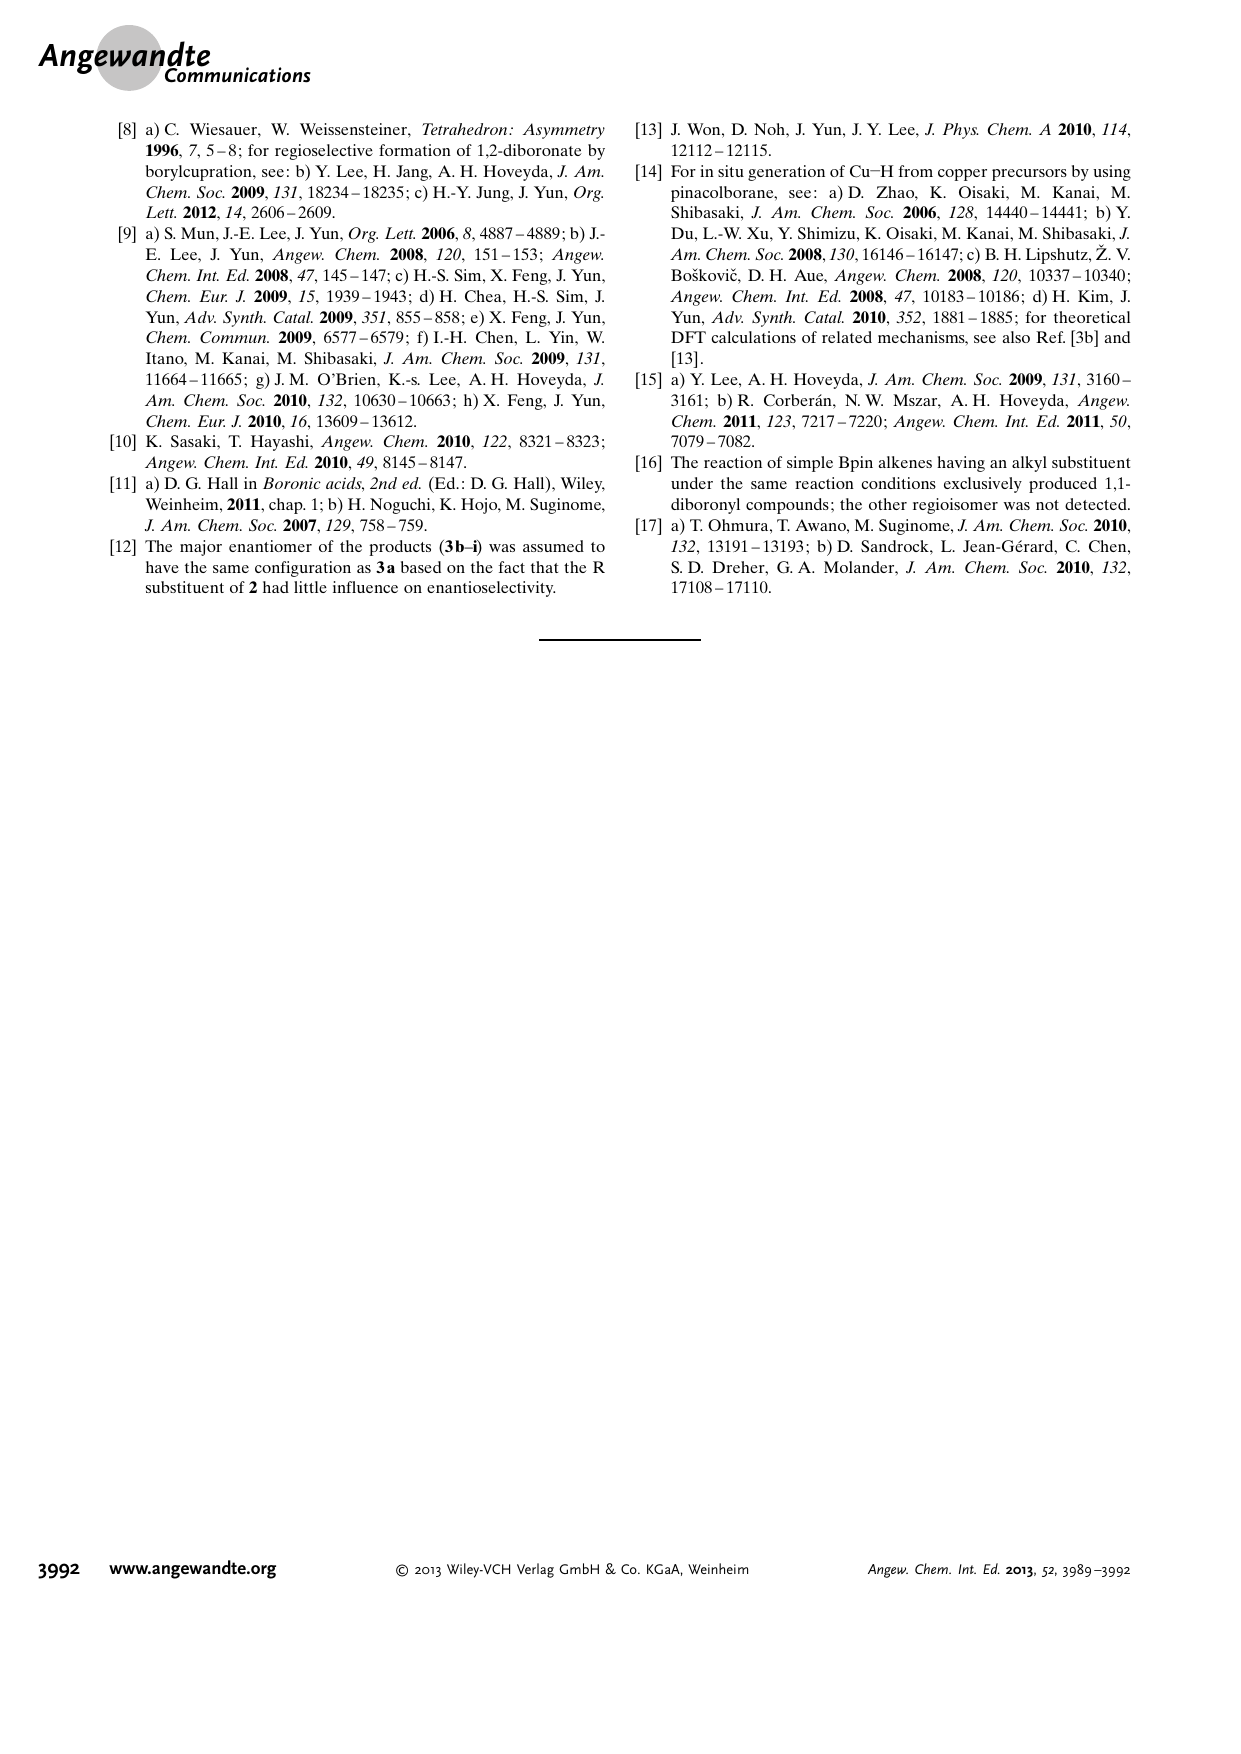 Angewandte
Communications
[8] a) C. Wiesauer, W. Weissensteiner, Tetrahedron: Asymmetry
1996, 7, 5–8; for regioselective formation of 1,2-diboronate by
borylcupration, see: b) Y. Lee, H. Jang, A. H. Hoveyda, J. Am.
Chem. Soc. 2009, 131, 18234–18235; c) H.-Y. Jung, J. Yun, Org.
Lett. 2012, 14, 2606–2609.
[9] a) S. Mun, J.-E. Lee, J. Yun, Org. Lett. 2006, 8, 4887–4889; b) J.-
E. Lee, J. Yun, Angew. Chem. 2008, 120, 151–153; Angew.
Chem. Int. Ed. 2008, 47, 145–147; c) H.-S. Sim, X. Feng, J. Yun,
Chem. Eur. J. 2009, 15, 1939–1943; d) H. Chea, H.-S. Sim, J.
Yun, Adv. Synth. Catal. 2009, 351, 855–858; e) X. Feng, J. Yun,
Chem. Commun. 2009, 6577–6579; f) I.-H. Chen, L. Yin, W.
Itano, M. Kanai, M. Shibasaki, J. Am. Chem. Soc. 2009, 131,
11664–11665; g) J. M. O’Brien, K.-s. Lee, A. H. Hoveyda, J.
Am. Chem. Soc. 2010, 132, 10630–10663; h) X. Feng, J. Yun,
Chem. Eur. J. 2010, 16, 13609–13612.
[10] K. Sasaki, T. Hayashi, Angew. Chem. 2010, 122, 8321–8323;
Angew. Chem. Int. Ed. 2010, 49, 8145–8147.
[11] a) D. G. Hall in Boronic acids, 2nd ed. (Ed.: D. G. Hall), Wiley,
Weinheim, 2011, chap. 1; b) H. Noguchi, K. Hojo, M. Suginome,
J. Am. Chem. Soc. 2007, 129, 758–759.
[12] The major enantiomer of the products (3b–i) was assumed to
have the same configuration as 3a based on the fact that the R
substituent of 2 had little influence on enantioselectivity.
[13] J. Won, D. Noh, J. Yun, J. Y. Lee, J. Phys. Chem. A 2010, 114,
12112–12115.
[14] For in situ generation of Cu–H from copper precursors by using
pinacolborane, see: a) D. Zhao, K. Oisaki, M. Kanai, M.
Shibasaki, J. Am. Chem. Soc. 2006, 128, 14440–14441; b) Y.
Du, L.-W. Xu, Y. Shimizu, K. Oisaki, M. Kanai, M. Shibasaki, J.
Am. Chem. Soc. 2008, 130, 16146–16147; c) B. H. Lipshutz, Ž. V.
Boškovič, D. H. Aue, Angew. Chem. 2008, 120, 10337–10340;
Angew. Chem. Int. Ed. 2008, 47, 10183–10186; d) H. Kim, J.
Yun, Adv. Synth. Catal. 2010, 352, 1881–1885; for theoretical
DFT calculations of related mechanisms, see also Ref. [3b] and
[13].
[15] a) Y. Lee, A. H. Hoveyda, J. Am. Chem. Soc. 2009, 131, 3160–
3161; b) R. Corberán, N. W. Mszar, A. H. Hoveyda, Angew.
Chem. 2011, 123, 7217–7220; Angew. Chem. Int. Ed. 2011, 50,
7079–7082.
[16] The reaction of simple Bpin alkenes having an alkyl substituent
under the same reaction conditions exclusively produced 1,1-
diboronyl compounds; the other regioisomer was not detected.
[17] a) T. Ohmura, T. Awano, M. Suginome, J. Am. Chem. Soc. 2010,
132, 13191–13193; b) D. Sandrock, L. Jean-Gérard, C. Chen,
S. D. Dreher, G. A. Molander, J. Am. Chem. Soc. 2010, 132,
17108–17110.
3992 www.angewandte.org © 2013 Wiley-VCH Verlag GmbH & Co. KGaA, Weinheim Angew. Chem. Int. Ed. 2013, 52, 3989–3992